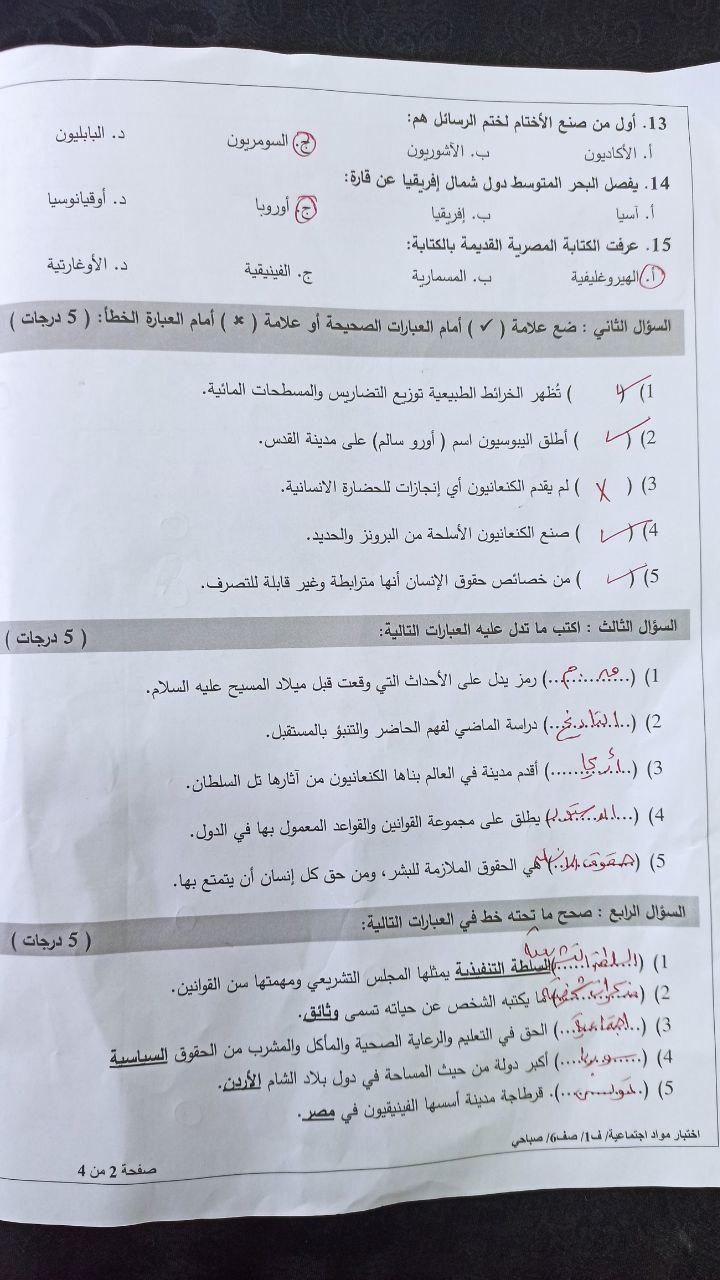 13. أول من صنع الأختام لختم الرسائل هم:
أ. الأكاديون ب. الآشوريون ج. السومريون د. البابليون
14. يفصل البحر المتوسط دول شمال إفريقيا عن قارة:
أ. آسيا ب. إفريقيا ج. أوروبا د. أوقيانوسيا
15. عرفت الكتابة المصرية القديمة بالكتابة:
أ. الهيروغليفية ب. المسمارية ج. الفينيقية د. الأوغارتية
السؤال الثاني : ضع علامة ( ✓ ) أمام العبارات الصحيحة أو علامة ( × ) أمام العبارة الخطأ: ( 5 درجات )
1) ( ✓ ) تُظهر الخرائط الطبيعية توزيع التضاريس والمسطحات المائية.
2) ( ✓ ) أطلق اليبوسيون اسم ( أورو سالم) على مدينة القدس.
3) ( X ) لم يقدم الكنعانيون أي إنجازات للحضارة الانسانية.
4) ( ✓ ) صنع الكنعانيون الأسلحة من البرونز والحديد.
5) ( ✓ ) من خصائص حقوق الإنسان أنها مترابطة وغير قابلة للتصرف.
السؤال الثالث : اكتب ما تدل عليه العبارات التالية: ( 5 درجات )
1) (..ق.م..) رمز يدل على الأحداث التي وقعت قبل ميلاد المسيح عليه السلام.
2) (..التاريخ..) دراسة الماضي لفهم الحاضر والتنبؤ بالمستقبل.
3) (..أريحا..) أقدم مدينة في العالم بناها الكنعانيون من آثارها تل السلطان.
4) (..الدستور..) يطلق على مجموعة القوانين والقواعد المعمول بها في الدول.
5) (حقوق الإنسان) هي الحقوق الملازمة للبشر، ومن حق كل إنسان أن يتمتع بها.
السؤال الرابع : صحح ما تحته خط في العبارات التالية: ( 5 درجات )
1) (السلطة التشريعية) السلطة التنفيذية يمثلها المجلس التشريعي ومهمتها سن القوانين.
2) (مذكرات شخصية) ما يكتبه الشخص عن حياته تسمى وثائق.
3) (..اجتماعية..) الحق في التعليم والرعاية الصحية والمأكل والمشرب من الحقوق السياسية
4) (..سوريا..) أكبر دولة من حيث المساحة في دول بلاد الشام الأردن.
5) (..تونس..). قرطاجة مدينة أسسها الفينيقيون في مصر.
اختبار مواد اجتماعية/ ف1/ صف6/ صباحي
صفحة 2 من 4